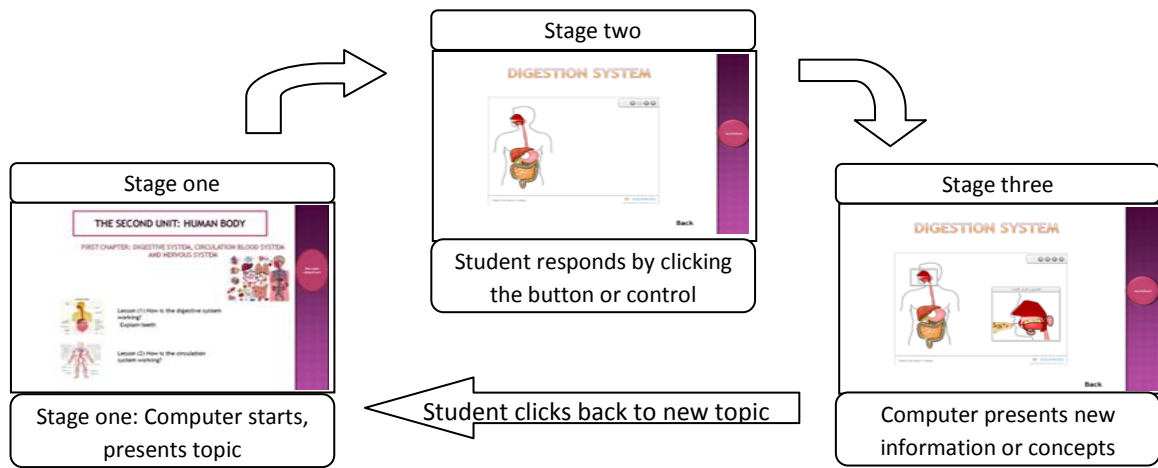 Stage two
DIGESTION SYSTEM
Back
Student responds by clicking
the button or control
Stage one
THE SECOND UNIT: HUMAN BODY
FIRST CHAPTER: DIGESTIVE SYSTEM, CIRCULATION BLOOD SYSTEM
AND NERVOUS SYSTEM
Lesson (1) How is the digestive system
working?
Explain teeth
Lesson (2) How is the circulation
system working?
Stage one: Computer starts,
presents topic
Stage three
DIGESTION SYSTEM
Back
Computer presents new
information or concepts
Student clicks back to new topic